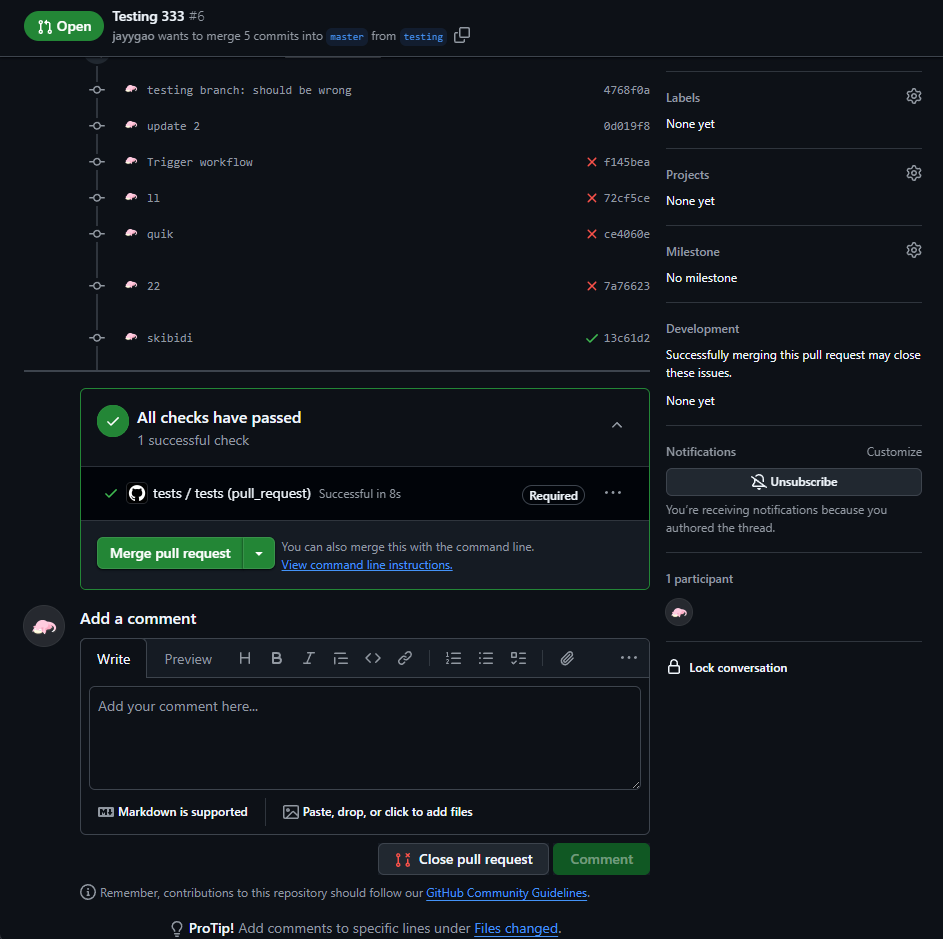 Open
Testing 333 #6
jayygao wants to merge 5 commits into master from testing
testing branch: should be wrong 4768f0a
update 2 0d019f8
Trigger workflow f145bea
ll 72cf5ce
quik ce4060e
22 7a76623
skibidi 13c61d2
All checks have passed
1 successful check
tests / tests (pull_request) Successful in 8s Required
Merge pull request
You can also merge this with the command line.
View command line instructions.
Add a comment
Write Preview
Add your comment here...
Markdown is supported
Paste, drop, or click to add files
Close pull request
Comment
Remember, contributions to this repository should follow our GitHub Community Guidelines.
ProTip! Add comments to specific lines under Files changed.
Labels
None yet
Projects
None yet
Milestone
No milestone
Development
Successfully merging this pull request may close
these issues.
None yet
Notifications Customize
Unsubscribe
You're receiving notifications because you
authored the thread.
1 participant
Lock conversation